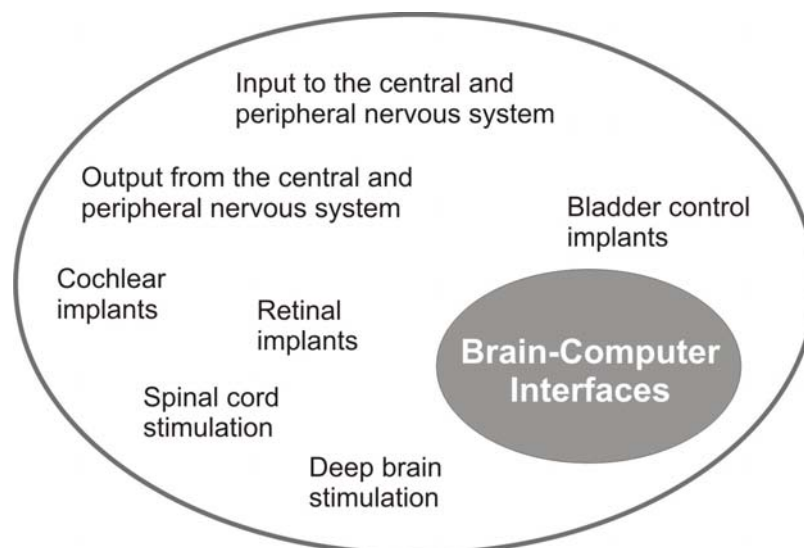 Input to the central and
peripheral nervous system
Output from the central and
peripheral nervous system
Bladder control
implants
Cochlear
implants
Retinal
implants
Brain-Computer
Interfaces
Spinal cord
stimulation
Deep brain
stimulation